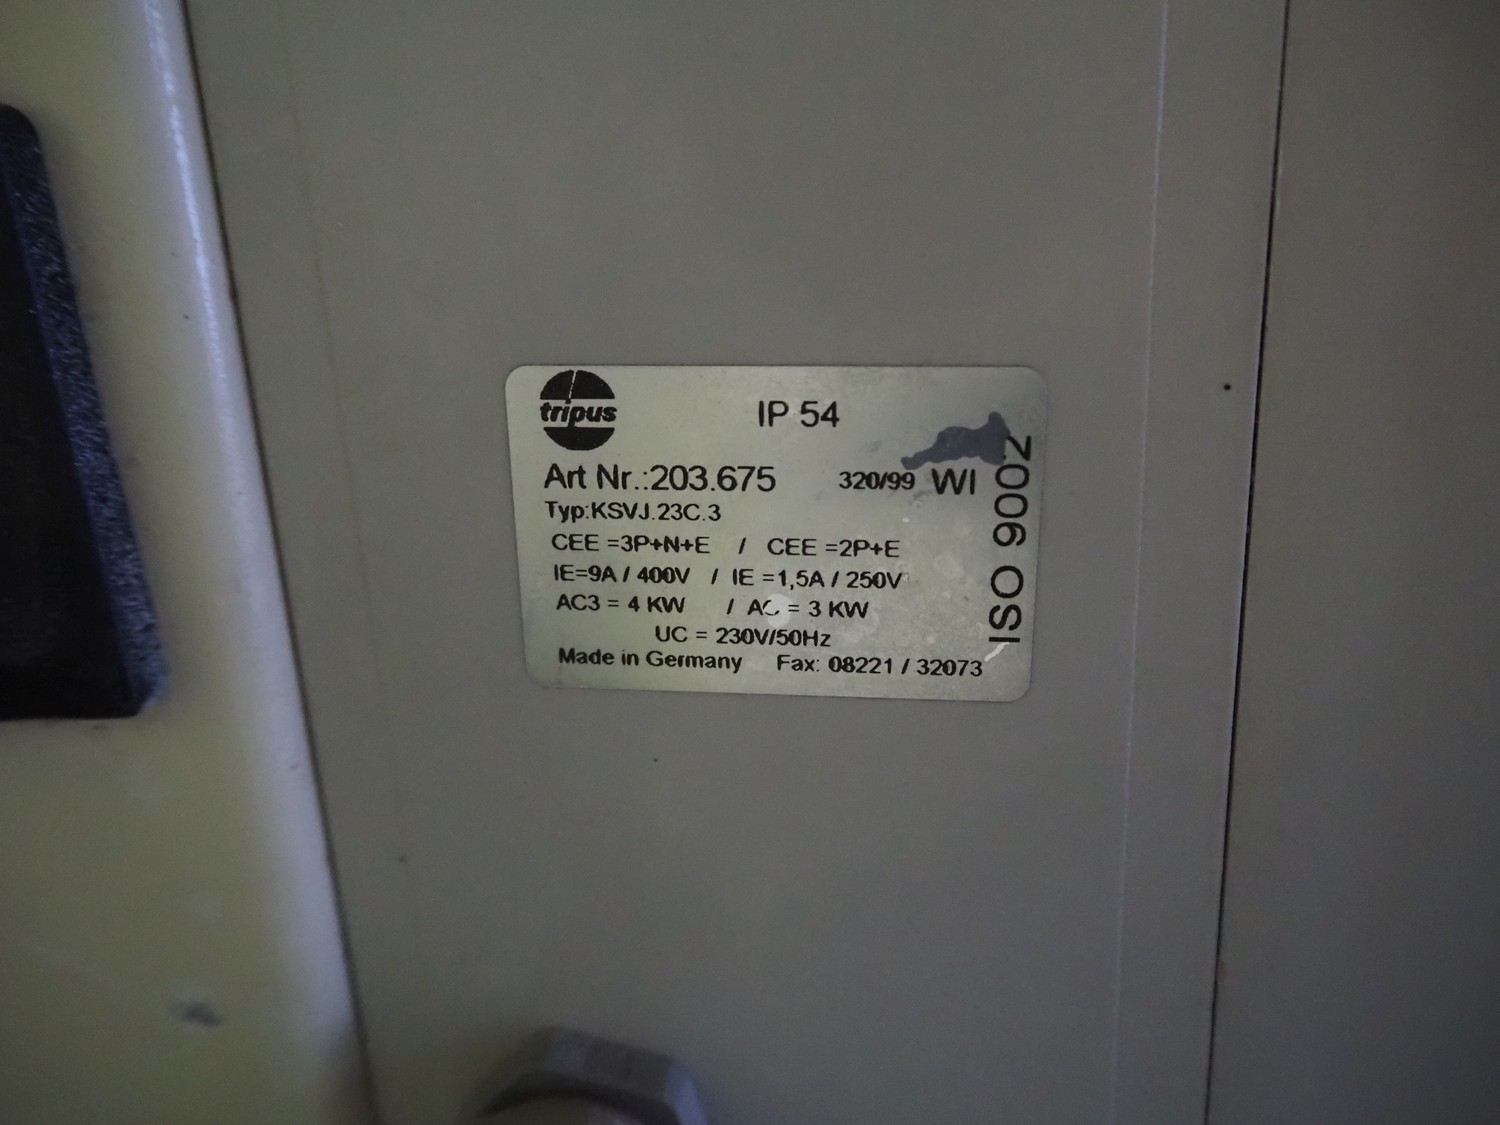 tripus
IP 54
Art Nr.:203.675 320/99 WI
Typ:KSVJ.23C.3
CEE =3P+N+E / CEE =2P+E
IE=9A / 400V / IE =1,5A / 250V
AC3 = 4 KW / AC = 3 KW
UC = 230V/50Hz
Made in Germany Fax: 08221 / 32073
ISO 9002